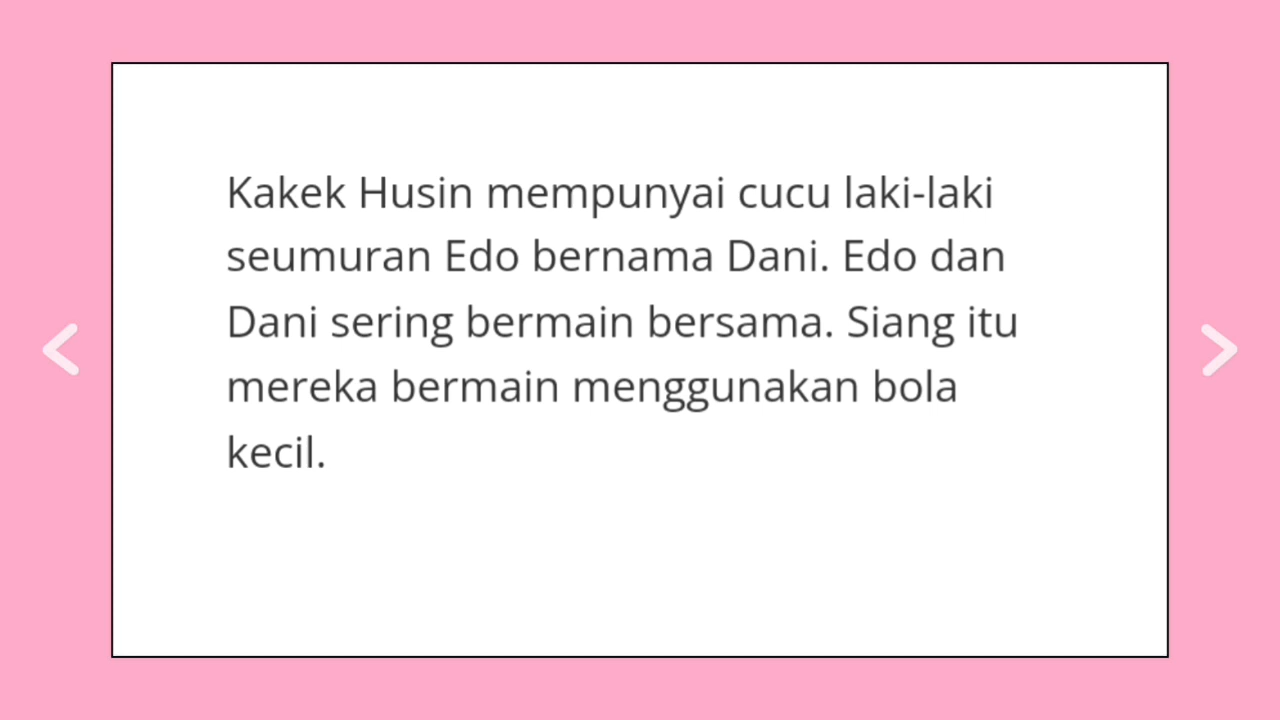 Kakek Husin mempunyai cucu laki-laki
seumuran Edo bernama Dani. Edo dan
Dani sering bermain bersama. Siang itu
mereka bermain menggunakan bola
kecil.